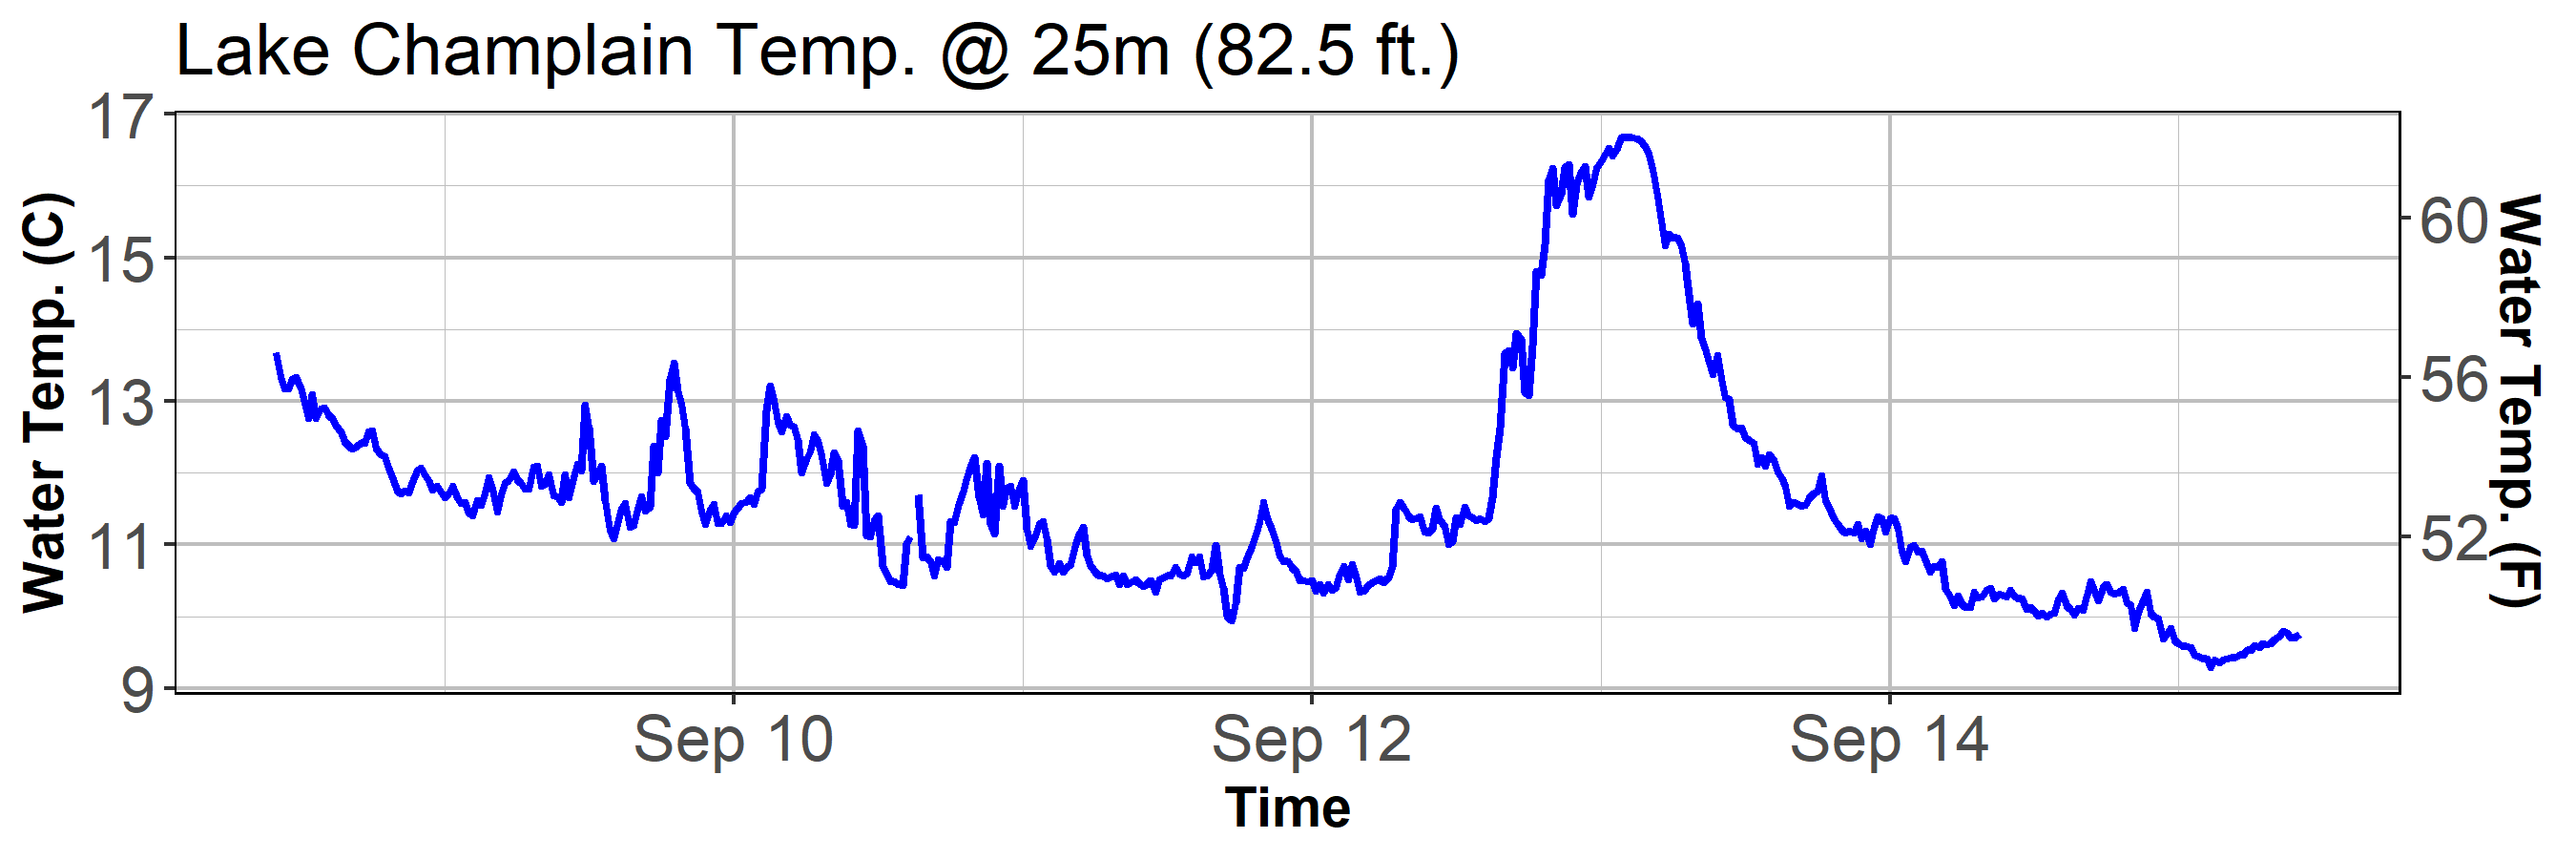 Lake Champlain Temp. @ 25m (82.5 ft.)
17
15
13
11
9
Water Temp. (C)
60
56
52
Water Temp. (F)
Sep 10
Sep 12
Sep 14
Time